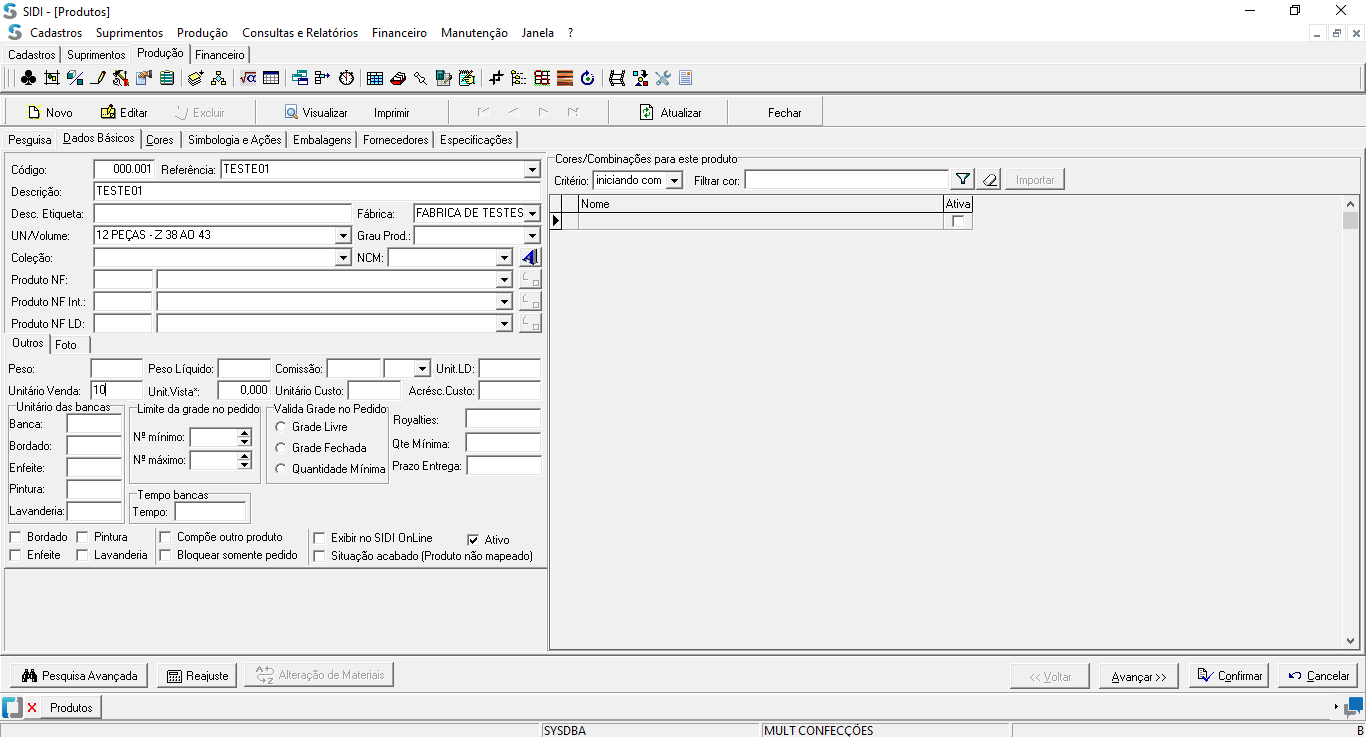 SIDI - [Produtos]
Cadastros Suprimentos Produção Consultas e Relatórios Financeiro Manutenção Janela ?
Cadastros Suprimentos Produção Financeiro
Novo Editar Excluir Visualizar Imprimir Atualizar Fechar
Pesquisa Dados Básicos Cores Simbologia e Ações Embalagens Fornecedores Especificações
Código: 000.001 Referência: TESTE01
Descrição: TESTE01
Desc. Etiqueta: Fábrica: FABRICA DE TESTES
UN/Volume: 12 PEÇAS - Z 38 AO 43 Grau Prod.:
Coleção: NCM:
Produto NF:
Produto NF Int.:
Produto NF LD:
Outros Foto
Peso: Peso Líquido: Comissão: Unit.LD:
Unitário Venda: 10 Unit.Vista*: 0,000 Unitário Custo: Acrésc.Custo:
Unitário das bancas
Banca:
Bordado:
Enfeite:
Pintura:
Lavanderia:
Limite da grade no pedido
Nº mínimo:
Nº máximo:
Tempo bancas
Tempo:
Valida Grade no Pedido
Grade Livre
Grade Fechada
Quantidade Mínima
Royalties:
Qte Mínima:
Prazo Entrega:
Bordado Pintura Compõe outro produto Exibir no SIDI OnLine Ativo
Enfeite Lavanderia Bloquear somente pedido Situação acabado (Produto não mapeado)
Cores/Combinações para este produto
Critério: iniciando com Filtrar cor: Importar
Nome Ativa
Pesquisa Avançada Reajuste Alteração de Materiais << Voltar Avançar >> Confirmar Cancelar
Produtos
SYSDBA MULT CONFECÇÕES B